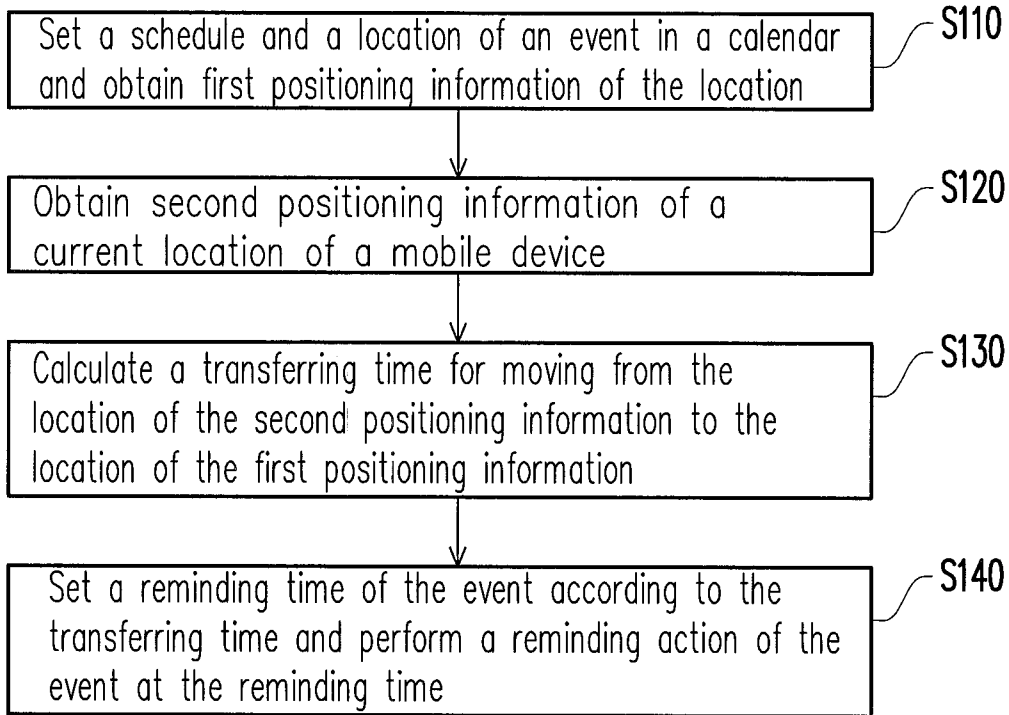 Set a schedule and a location of an event in a calendar
and obtain first positioning information of the location
S110
Obtain second positioning information of a
current location of a mobile device
S120
Calculate a transferring time for moving from the
location of the second positioning information to the
location of the first positioning information
S130
Set a reminding time of the event according to the
transferring time and perform a reminding action of the
event at the reminding time
S140